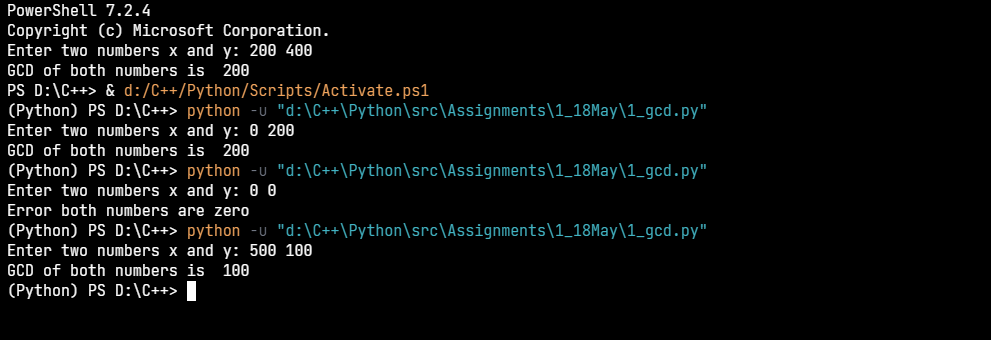 PowerShell 7.2.4
Copyright (c) Microsoft Corporation.
Enter two numbers x and y: 200 400
GCD of both numbers is  200
PS D:\C++> & d:/C++/Python/Scripts/Activate.ps1
(Python) PS D:\C++> python -u "d:\C++\Python\src\Assignments\1_18May\1_gcd.py"
Enter two numbers x and y: 0 200
GCD of both numbers is  200
(Python) PS D:\C++> python -u "d:\C++\Python\src\Assignments\1_18May\1_gcd.py"
Enter two numbers x and y: 0 0
Error both numbers are zero
(Python) PS D:\C++> python -u "d:\C++\Python\src\Assignments\1_18May\1_gcd.py"
Enter two numbers x and y: 500 100
GCD of both numbers is  100
(Python) PS D:\C++>